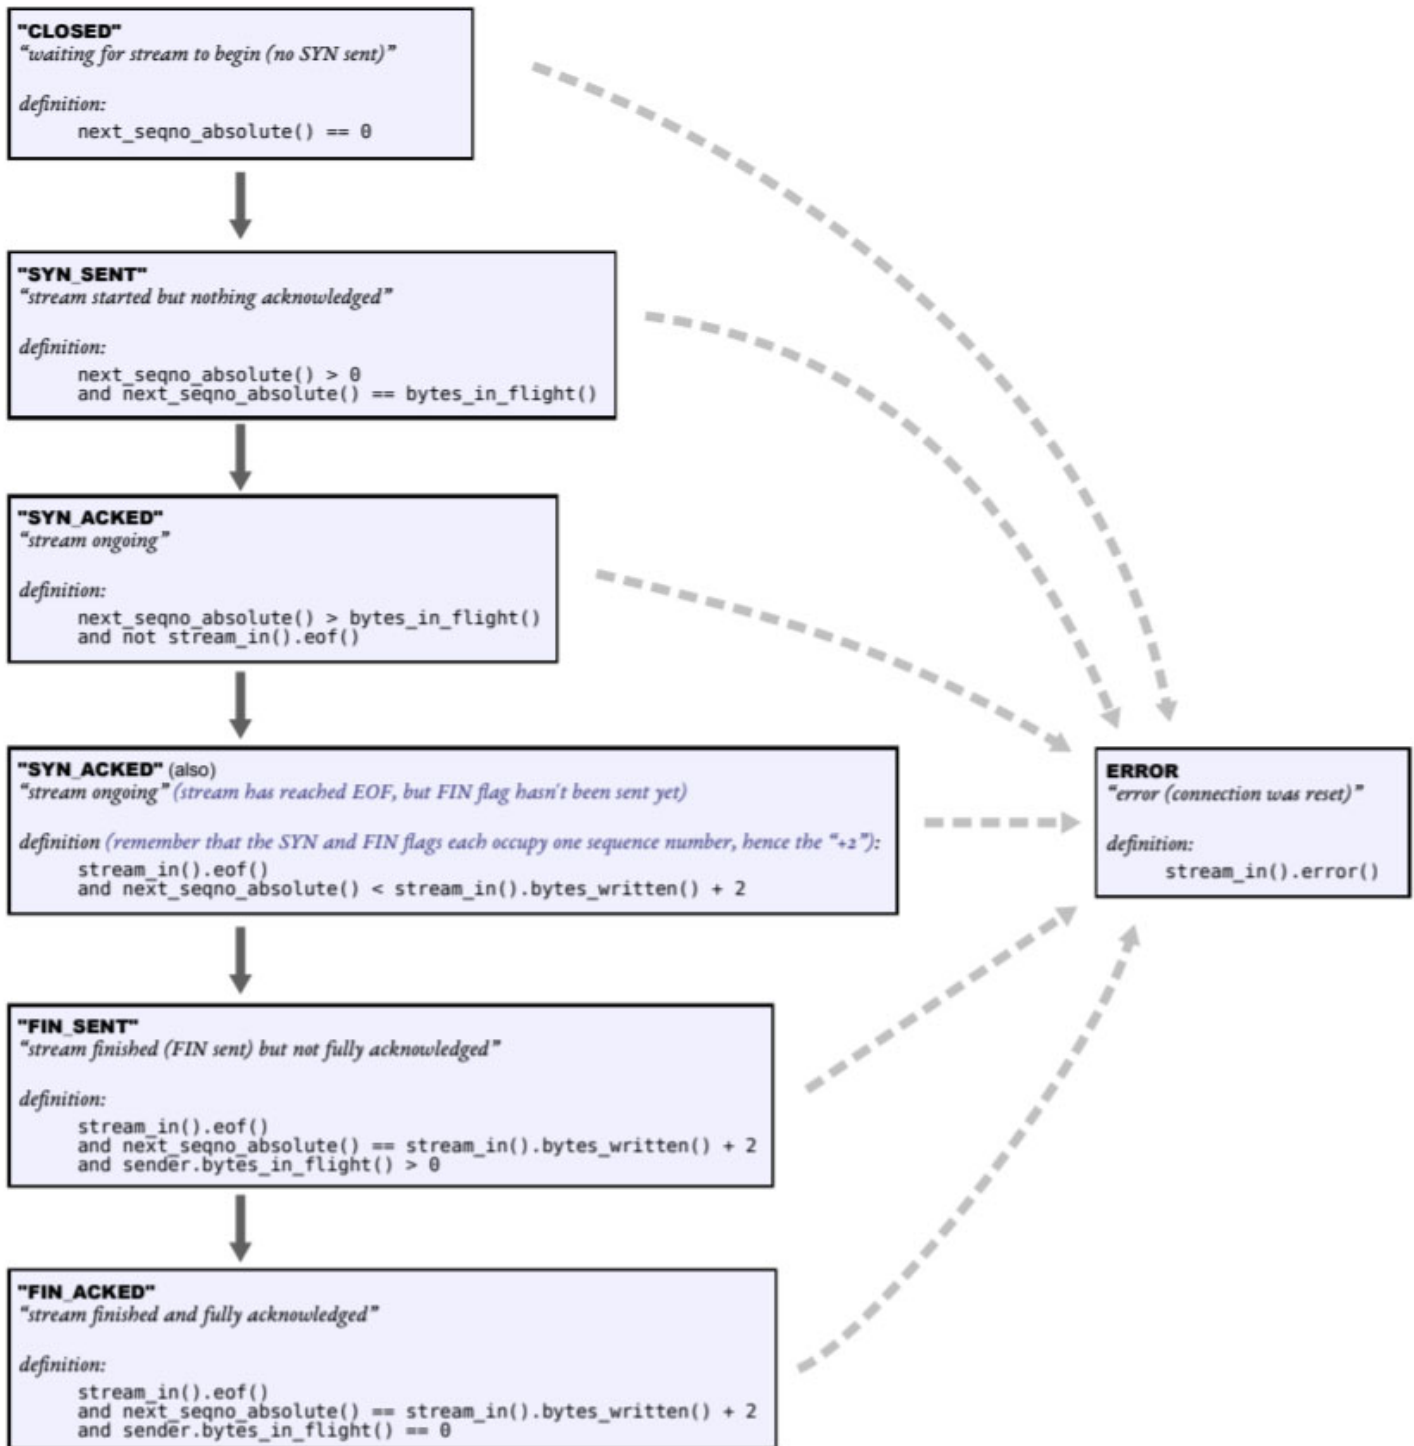 "CLOSED"
“waiting for stream to begin (no SYN sent)”
definition:
next_seqno_absolute() == 0
"SYN_SENT"
“stream started but nothing acknowledged”
definition:
next_seqno_absolute() > 0
and next_seqno_absolute() == bytes_in_flight()
"SYN_ACKED"
“stream ongoing”
definition:
next_seqno_absolute() > bytes_in_flight()
and not stream_in().eof()
"SYN_ACKED" (also)
“stream ongoing” (stream has reached EOF, but FIN flag hasn't been sent yet)
definition (remember that the SYN and FIN flags each occupy one sequence number, hence the “+2”):
stream_in().eof()
and next_seqno_absolute() < stream_in().bytes_written() + 2
ERROR
“error (connection was reset)”
definition:
stream_in().error()
"FIN_SENT"
“stream finished (FIN sent) but not fully acknowledged”
definition:
stream_in().eof()
and next_seqno_absolute() == stream_in().bytes_written() + 2
and sender.bytes_in_flight() > 0
"FIN_ACKED"
“stream finished and fully acknowledged”
definition:
stream_in().eof()
and next_seqno_absolute() == stream_in().bytes_written() + 2
and sender.bytes_in_flight() == 0